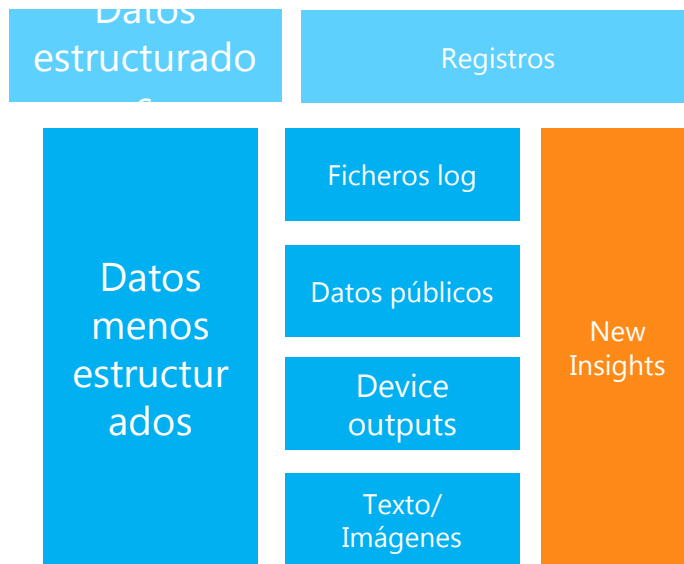 Datos
estructurado
s
Registros
Datos
menos
estructur
ados
Ficheros log
Datos públicos
Device
outputs
Texto/
Imágenes
New
Insights